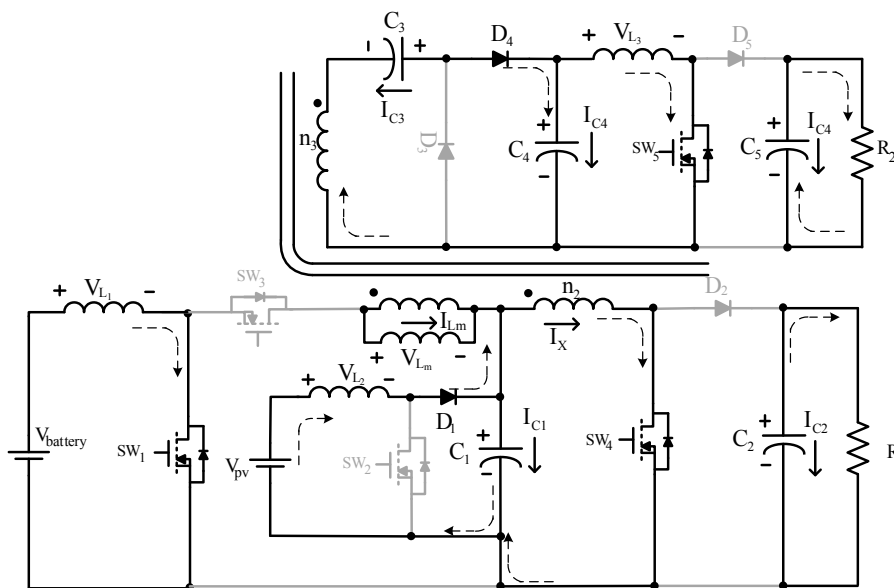 C3
- +
D4
+ VL3 -
D5
IC3
n3
D3
+
C4
-
IC4
SW5
+
C5
-
IC4
R2
SW3
+ VL1 -
ILm
+ VLm -
n2
IX
D2
+ VL2 -
D1
Vbattery
SW1
Vpv
SW2
+
C1
-
IC1
SW4
+
C2
-
IC2
R